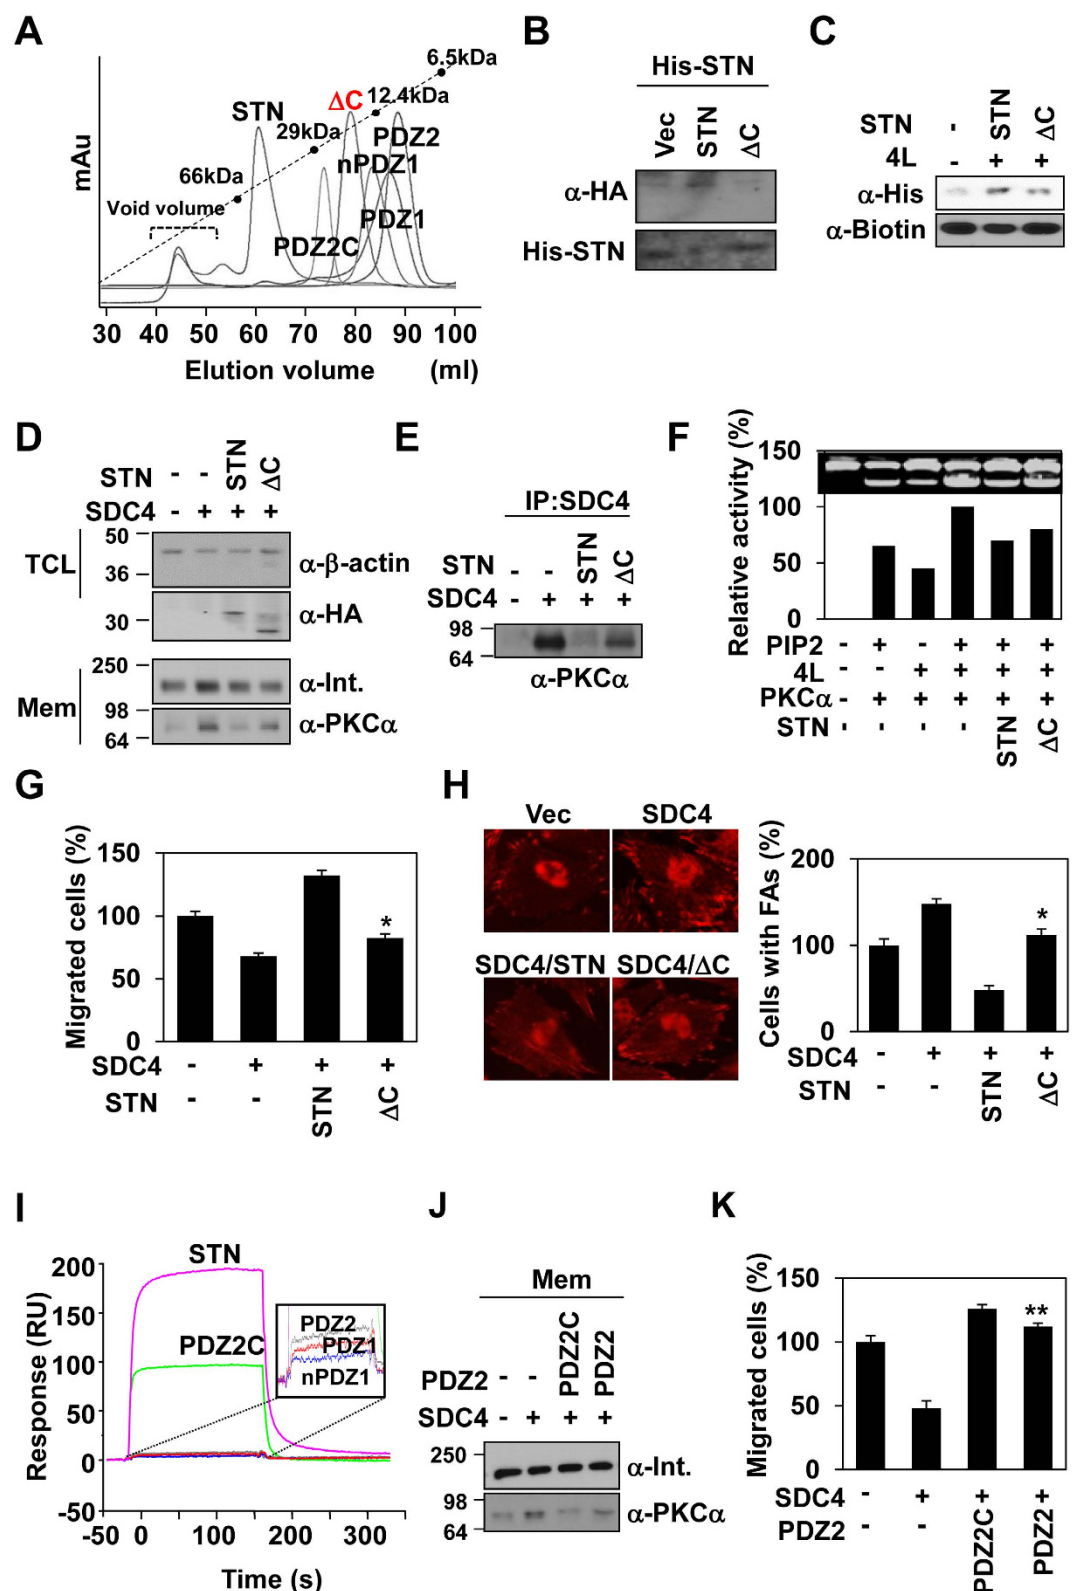 A
mAu
Void volume
66kDa
STN
29kDa
ΔC
12.4kDa
6.5kDa
PDZ2
nPDZ1
PDZ1
PDZ2C
30 40 50 60 70 80 90 100
Elution volume (ml)
B
His-STN
Vec STN ΔC
α-HA
His-STN
C
STN - STN ΔC
4L - + +
α-His
α-Biotin
D
STN - - STN ΔC
SDC4 - + + +
TCL
50
36
α-β-actin
30
α-HA
Mem
250
α-Int.
98
64
α-PKCα
E
IP:SDC4
STN - - STN ΔC
SDC4 - + + +
98
64
α-PKCα
F
Relative activity (%)
150
100
50
0
PIP2 - + - + + +
4L - - + + + +
PKCα - + + + + +
STN - - - - STN ΔC
G
Migrated cells (%)
150
100
50
0
*
SDC4 - + + +
STN - - STN ΔC
H
Vec SDC4
SDC4/STN SDC4/ΔC
Cells with FAs (%)
200
100
0
*
SDC4 - + + +
STN - - STN ΔC
I
Response (RU)
200
150
100
50
0
-50
STN
PDZ2C
PDZ2
PDZ1
nPDZ1
-50 0 100 200 300
Time (s)
J
Mem
PDZ2 - - PDZ2C PDZ2
SDC4 - + + +
250
α-Int.
98
64
α-PKCα
K
Migrated cells (%)
150
100
50
0
**
SDC4 - + + +
PDZ2 - - PDZ2C PDZ2